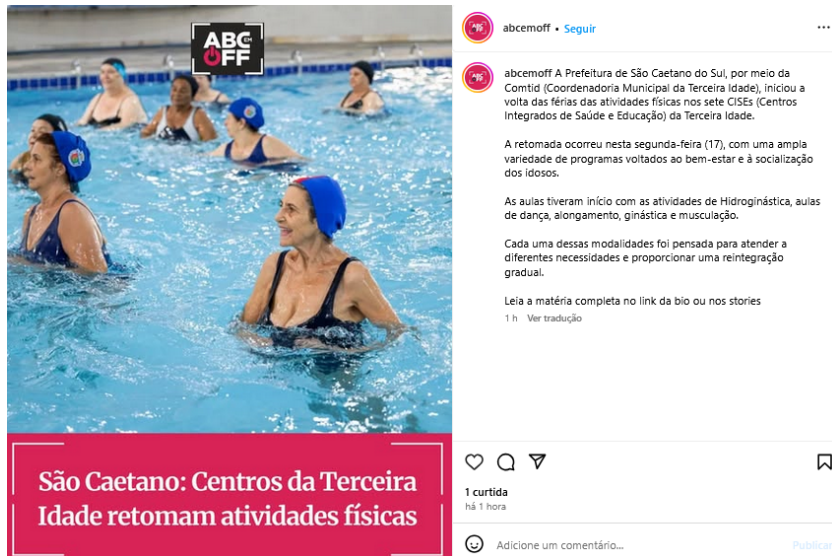 ABC EM
OFF
São Caetano: Centros da Terceira
Idade retomam atividades físicas
abcemoff • Seguir
abcemoff A Prefeitura de São Caetano do Sul, por meio da
Comtid (Coordenadoria Municipal da Terceira Idade), iniciou a
volta das férias das atividades físicas nos sete CISEs (Centros
Integrados de Saúde e Educação) da Terceira Idade.
A retomada ocorreu nesta segunda-feira (17), com uma ampla
variedade de programas voltados ao bem-estar e à socialização
dos idosos.
As aulas tiveram início com as atividades de Hidroginástica, aulas
de dança, alongamento, ginástica e musculação.
Cada uma dessas modalidades foi pensada para atender a
diferentes necessidades e proporcionar uma reintegração
gradual.
Leia a matéria completa no link da bio ou nos stories
1 h Ver tradução
1 curtida
há 1 hora
Adicione um comentário... Publicar